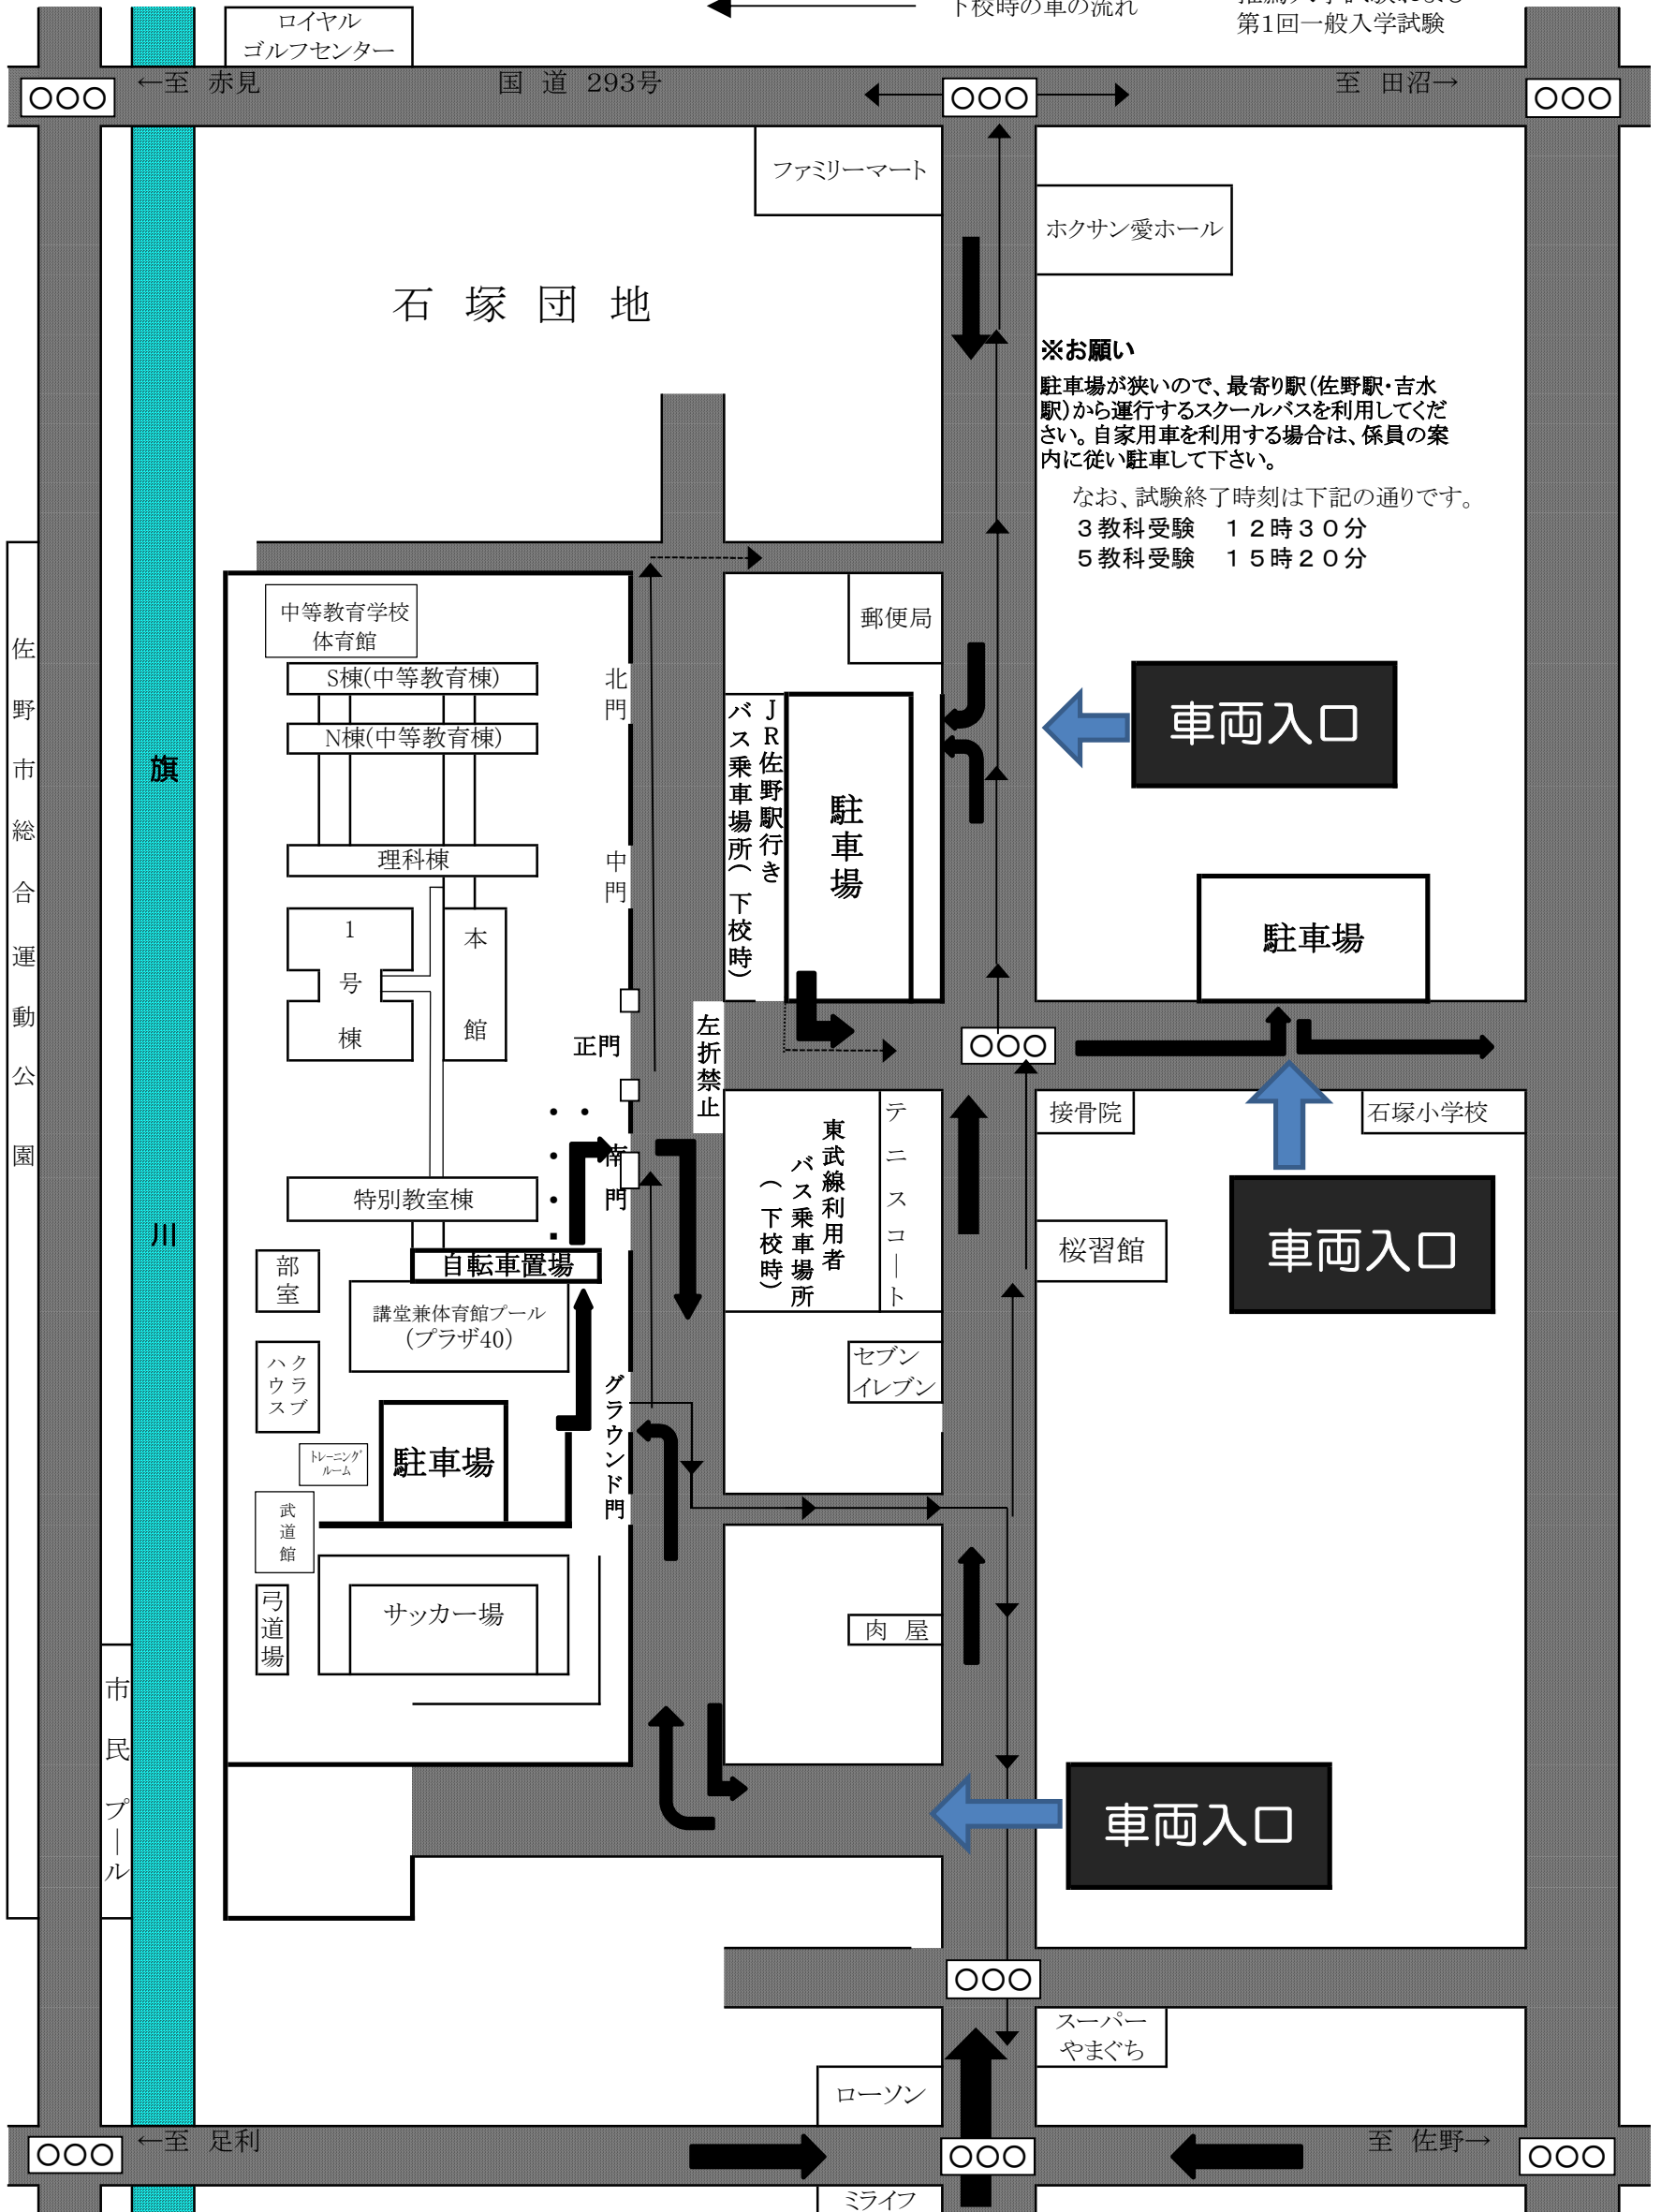 下校時の車の流れ
第1回一般入学試験
ロイヤル
ゴルフセンター
←至 赤見
国 道 293号
至 田沼→
ファミリーマート
ホクサン愛ホール
石 塚 団 地
※お願い
駐車場が狭いので、最寄り駅(佐野駅・吉水
駅)から運行するスクールバスを利用してくだ
さい。自家用車を利用する場合は、係員の案
内に従い駐車して下さい。
なお、試験終了時刻は下記の通りです。
3教科受験 12時30分
5教科受験 15時20分
佐野市総合運動公園
旗川
中等教育学校
体育館
S棟(中等教育棟)
N棟(中等教育棟)
北門
郵便局
JR佐野駅行き
バス乗車場所(下校時)
駐車場
車両入口
理科棟
中門
1号棟
本館
駐車場
正門
左折禁止
接骨院
石塚小学校
東武線利用者
バス乗車場所
(下校時)
テニスコート
南門
特別教室棟
桜習館
車両入口
自転車置場
部室
講堂兼体育館プール
(プラザ40)
クラブ
ハウス
セブン
イレブン
グラウンド門
駐車場
トレーニング
ルーム
武道館
サッカー場
弓道場
肉 屋
市民プール
車両入口
スーパー
やまぐち
ローソン
←至 足利
至 佐野→
ミライフ